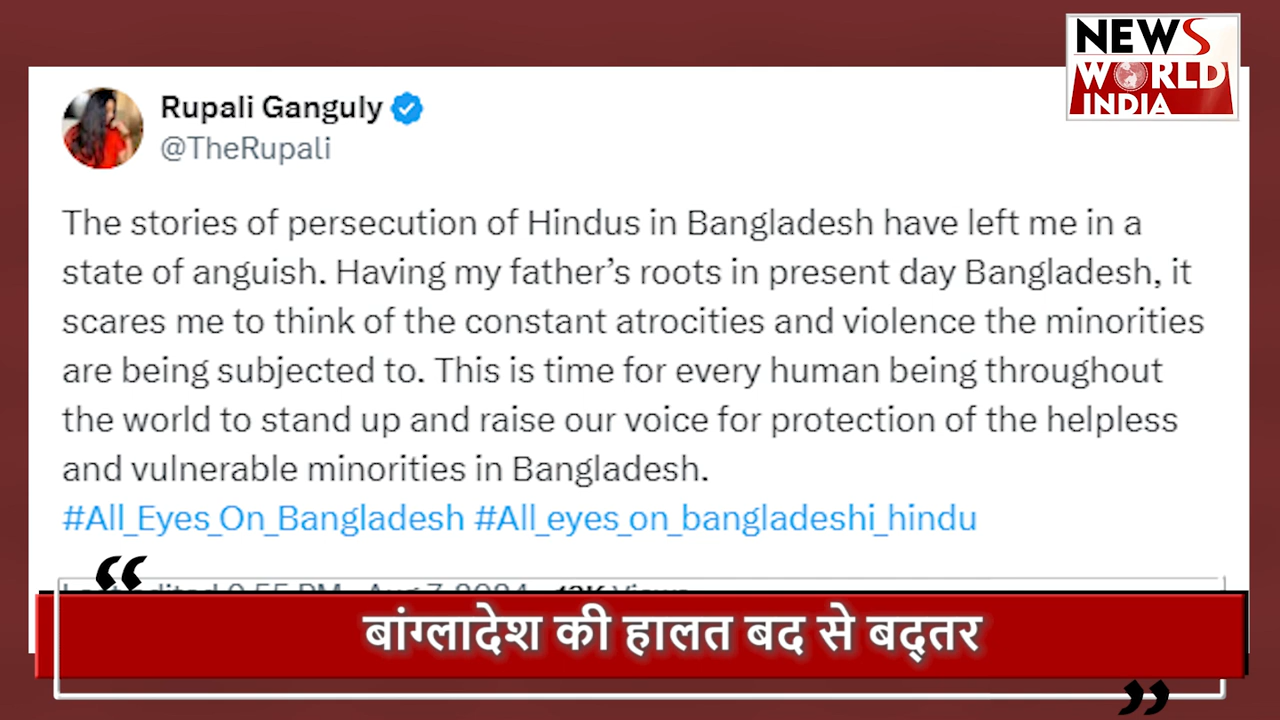 NEWS
WORLD
INDIA
Rupali Ganguly
@TheRupali
The stories of persecution of Hindus in Bangladesh have left me in a
state of anguish. Having my father’s roots in present day Bangladesh, it
scares me to think of the constant atrocities and violence the minorities
are being subjected to. This is time for every human being throughout
the world to stand up and raise our voice for protection of the helpless
and vulnerable minorities in Bangladesh.
#All_Eyes_On_Bangladesh #All_eyes_on_bangladeshi_hindu
“
बांग्लादेश की हालत बद से बद्तर
”